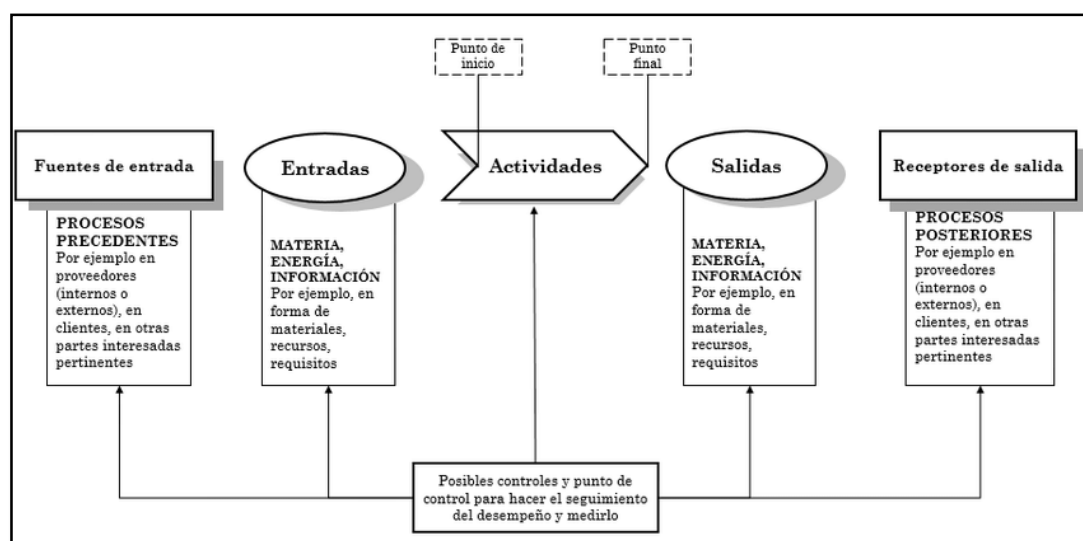 Punto de
inicio
Punto
final
Fuentes de entrada
Entradas
Actividades
Salidas
Receptores de salida
PROCESOS
PRECEDENTES
Por ejemplo en
proveedores
(internos o
externos), en
clientes, en otras
partes interesadas
pertinentes
MATERIA,
ENERGÍA,
INFORMACIÓN
Por ejemplo, en
forma de
materiales,
recursos,
requisitos
MATERIA,
ENERGÍA,
INFORMACIÓN
Por ejemplo, en
forma de
materiales,
recursos,
requisitos
PROCESOS
POSTERIORES
Por ejemplo en
proveedores
(internos o
externos), en
clientes, en otras
partes interesadas
pertinentes
Posibles controles y punto de
control para hacer el seguimiento
del desempeño y medirlo